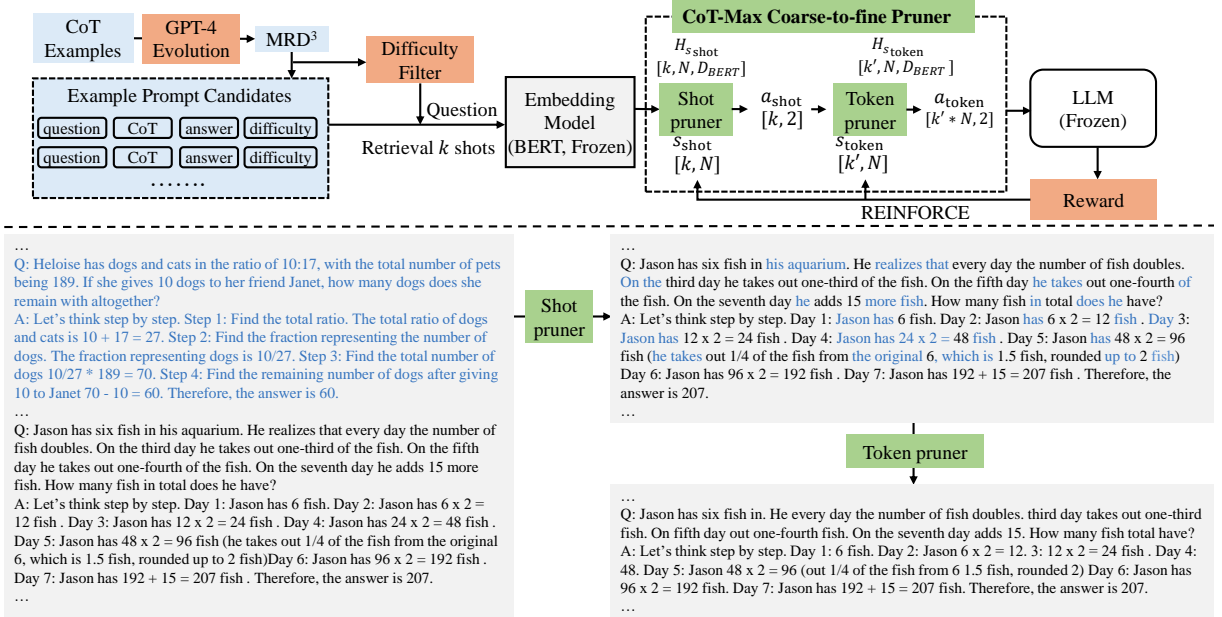 CoT
Examples
GPT-4
Evolution
MRD³
Difficulty
Filter
Example Prompt Candidates
question CoT answer difficulty
question CoT answer difficulty
.......
Question
Retrieval k shots
Embedding
Model
(BERT, Frozen)
CoT-Max Coarse-to-fine Pruner
H_{s_shot}
[k, N, D_BERT]
Shot
pruner
s_shot
[k, N]
a_shot
[k, 2]
H_{s_token}
[k′, N, D_BERT]
Token
pruner
s_token
[k′, N]
a_token
[k′ * N, 2]
LLM
(Frozen)
Reward
REINFORCE
…
Q: Heloise has dogs and cats in the ratio of 10:17, with the total number of pets
being 189. If she gives 10 dogs to her friend Janet, how many dogs does she
remain with altogether?
A: Let’s think step by step. Step 1: Find the total ratio. The total ratio of dogs
and cats is 10 + 17 = 27. Step 2: Find the fraction representing the number of
dogs. The fraction representing dogs is 10/27. Step 3: Find the total number of
dogs 10/27 * 189 = 70. Step 4: Find the remaining number of dogs after giving
10 to Janet 70 - 10 = 60. Therefore, the answer is 60.
…
Q: Jason has six fish in his aquarium. He realizes that every day the number of
fish doubles. On the third day he takes out one-third of the fish. On the fifth
day he takes out one-fourth of the fish. On the seventh day he adds 15 more
fish. How many fish in total does he have?
A: Let’s think step by step. Day 1: Jason has 6 fish. Day 2: Jason has 6 x 2 =
12 fish . Day 3: Jason has 12 x 2 = 24 fish . Day 4: Jason has 24 x 2 = 48 fish .
Day 5: Jason has 48 x 2 = 96 fish (he takes out 1/4 of the fish from the original
6, which is 1.5 fish, rounded up to 2 fish)Day 6: Jason has 96 x 2 = 192 fish .
Day 7: Jason has 192 + 15 = 207 fish . Therefore, the answer is 207.
…
Shot
pruner
…
Q: Jason has six fish in his aquarium. He realizes that every day the number of fish doubles.
On the third day he takes out one-third of the fish. On the fifth day he takes out one-fourth of
the fish. On the seventh day he adds 15 more fish. How many fish in total does he have?
A: Let’s think step by step. Day 1: Jason has 6 fish. Day 2: Jason has 6 x 2 = 12 fish . Day 3:
Jason has 12 x 2 = 24 fish . Day 4: Jason has 24 x 2 = 48 fish . Day 5: Jason has 48 x 2 = 96
fish (he takes out 1/4 of the fish from the original 6, which is 1.5 fish, rounded up to 2 fish)
Day 6: Jason has 96 x 2 = 192 fish . Day 7: Jason has 192 + 15 = 207 fish . Therefore, the
answer is 207.
…
Token pruner
…
Q: Jason has six fish in. He every day the number of fish doubles. third day takes out one-third
fish. On fifth day out one-fourth fish. On the seventh day adds 15. How many fish total have?
A: Let’s think step by step. Day 1: 6 fish. Day 2: Jason 6 x 2 = 12. 3: 12 x 2 = 24 fish . Day 4:
48. Day 5: Jason 48 x 2 = 96 (out 1/4 of the fish from 6 1.5 fish, rounded 2) Day 6: Jason has
96 x 2 = 192 fish. Day 7: Jason has 192 + 15 = 207 fish. Therefore, the answer is 207.
…